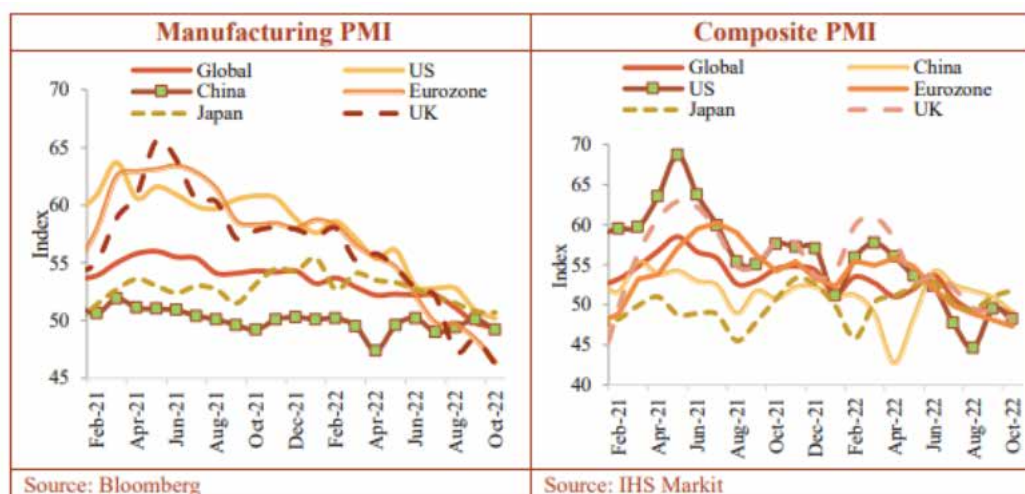 Manufacturing PMI
Global
US
China
Eurozone
Japan
UK
70
65
60
55
50
45
Index
Feb-21
Apr-21
Jun-21
Aug-21
Oct-21
Dec-21
Feb-22
Apr-22
Jun-22
Aug-22
Oct-22
Source: Bloomberg
Composite PMI
Global
China
US
Eurozone
Japan
UK
70
65
60
55
50
45
40
Index
Feb-21
Apr-21
Jun-21
Aug-21
Oct-21
Dec-21
Feb-22
Apr-22
Jun-22
Aug-22
Oct-22
Source: IHS Markit